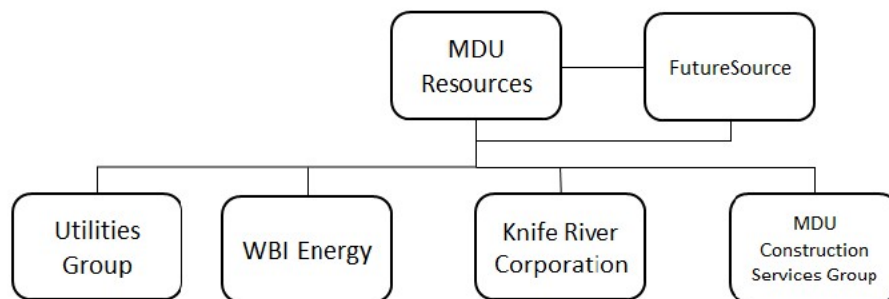 MDU
Resources
FutureSource
Utilities
Group
WBI Energy
Knife River
Corporation
MDU
Construction
Services Group